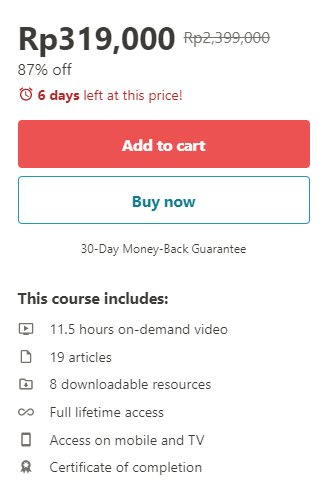 Rp319,000 Rp2,399,000
87% off
6 days left at this price!
Add to cart
Buy now
30-Day Money-Back Guarantee
This course includes:
11.5 hours on-demand video
19 articles
8 downloadable resources
Full lifetime access
Access on mobile and TV
Certificate of completion